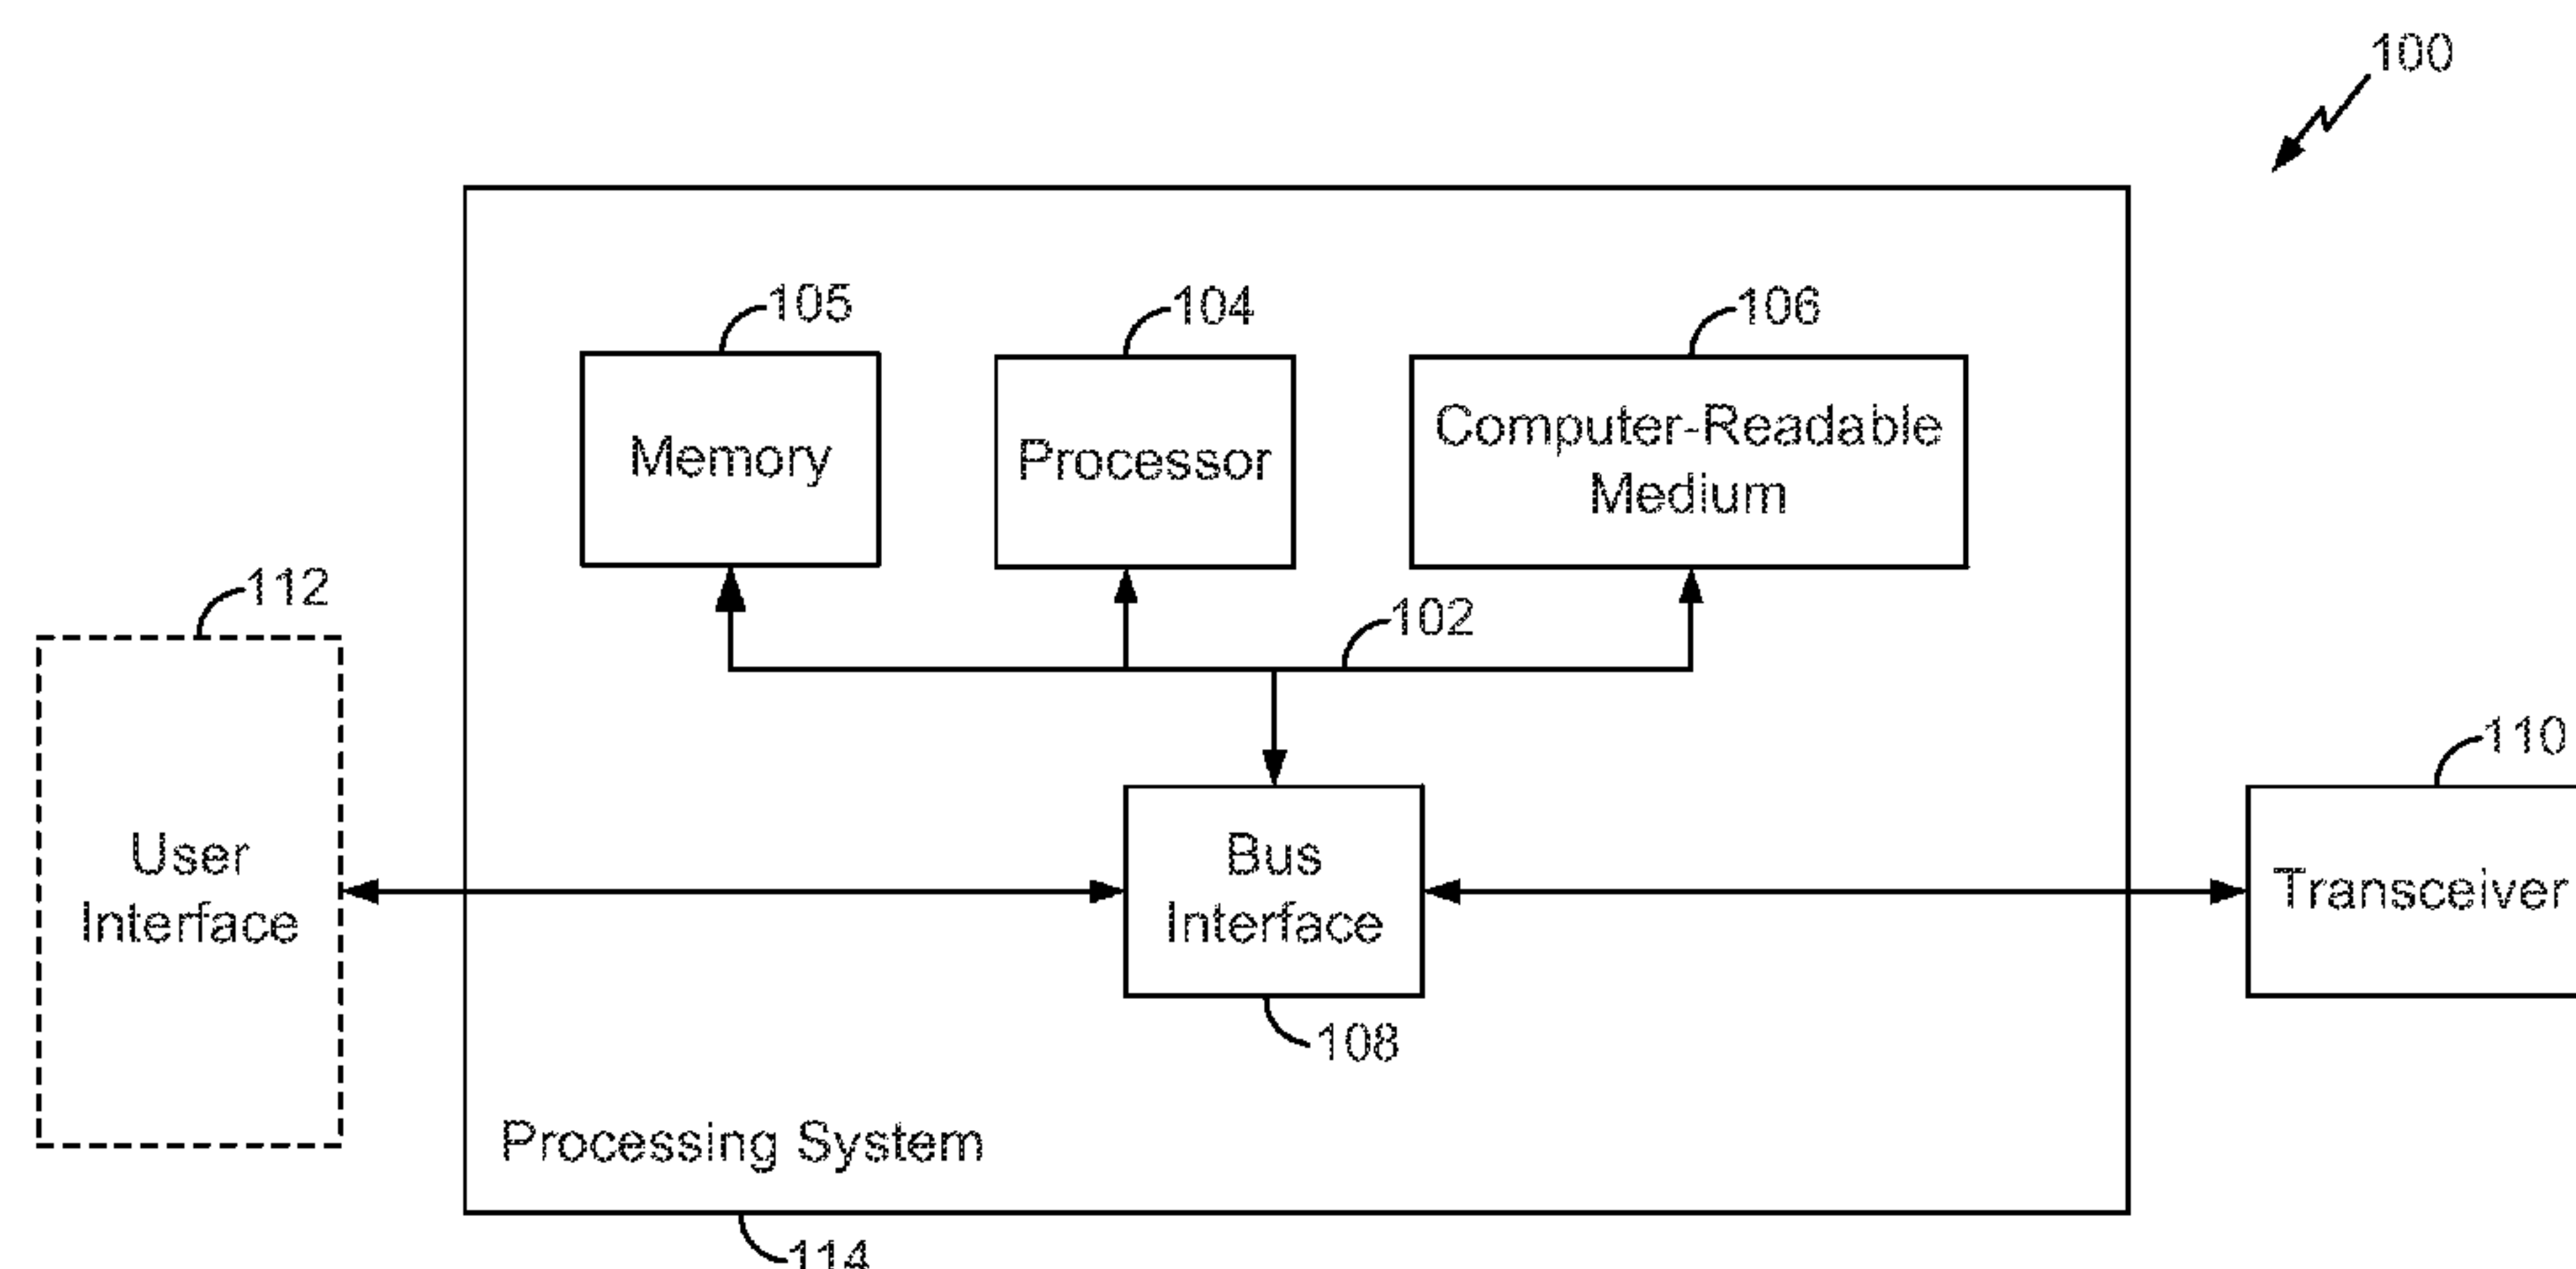 100
105
104
106
Memory
Processor
Computer-Readable
Medium
112
102
110
User
Interface
Bus
Interface
Transceiver
108
Processing System
114